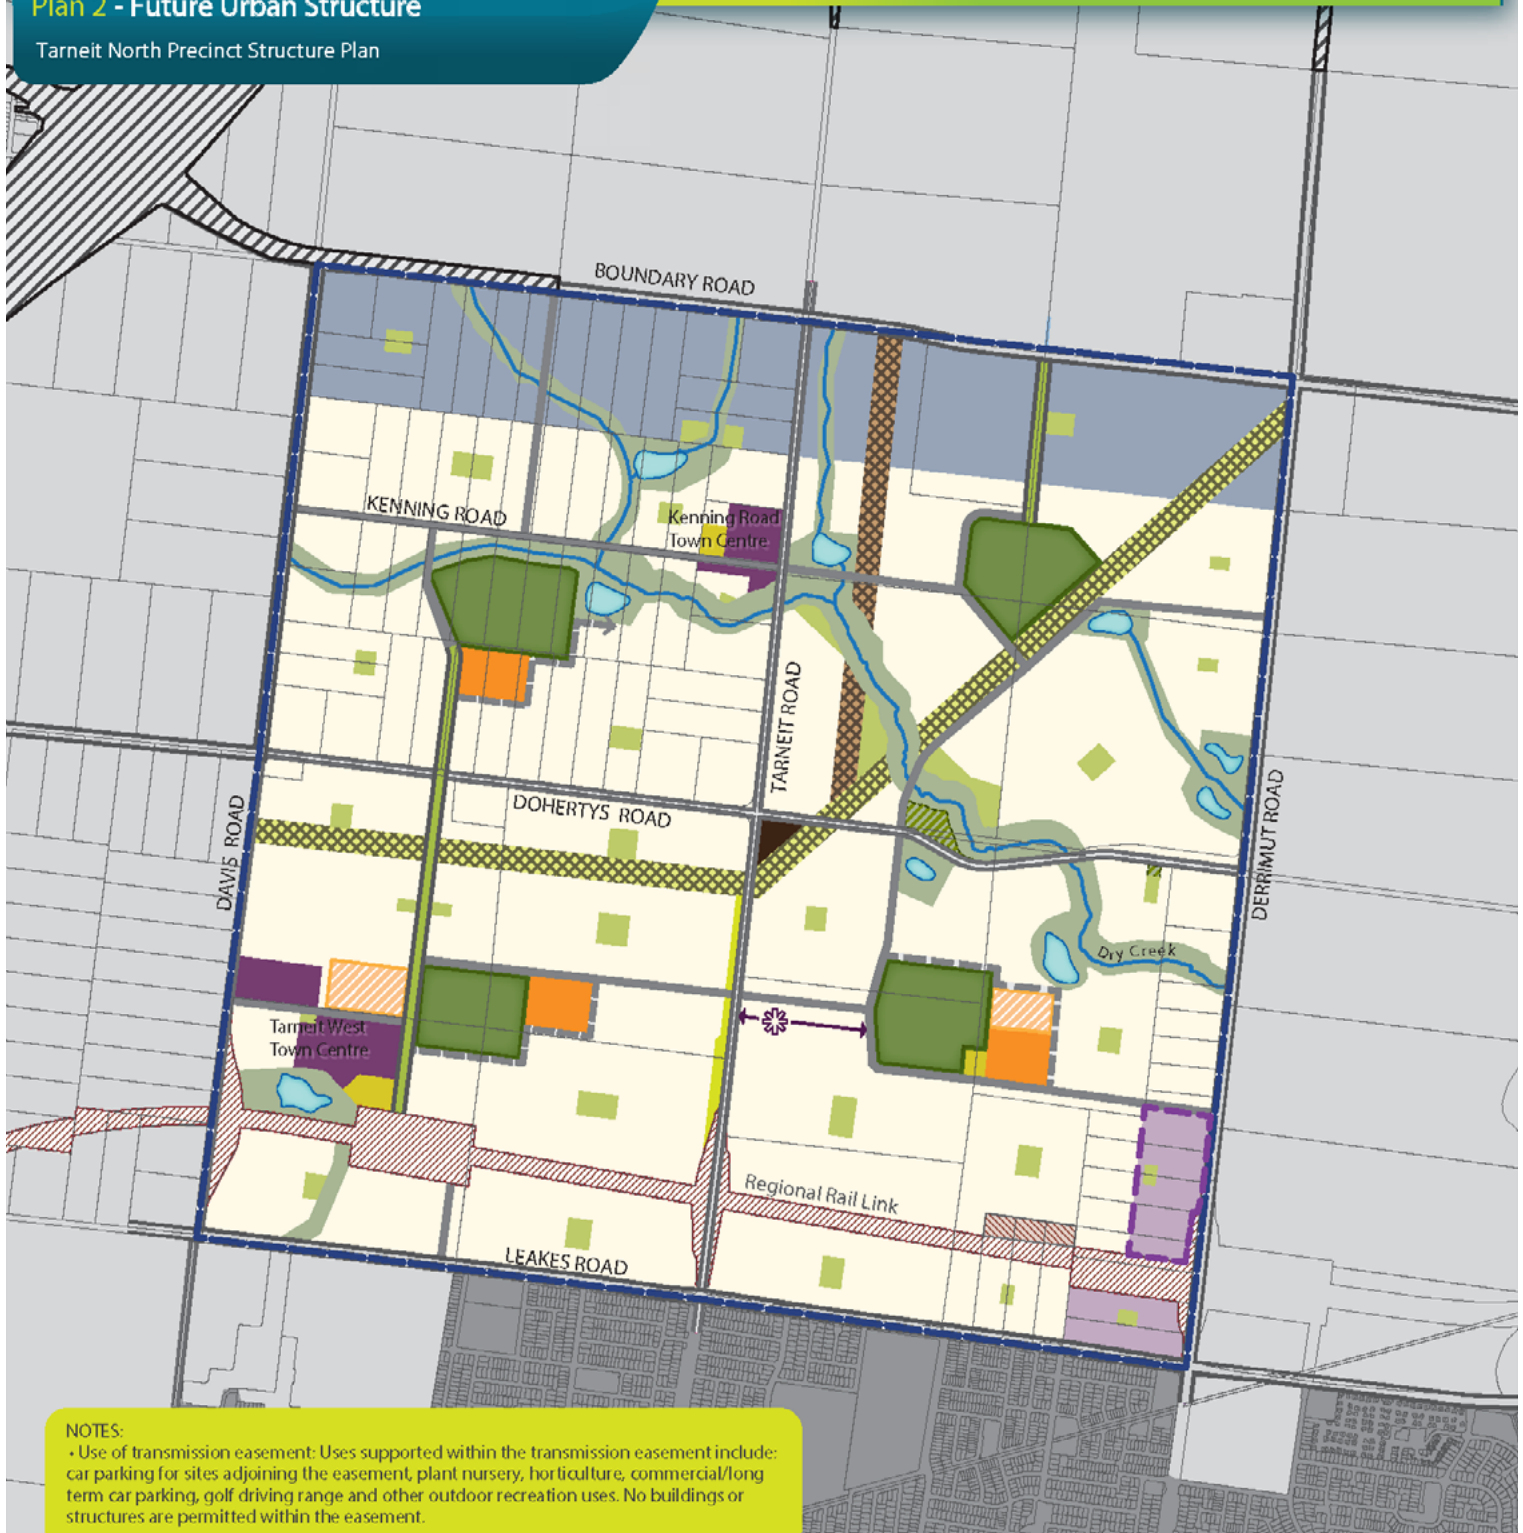 Plan 2 - Future Urban Structure
Tarneit North Precinct Structure Plan
BOUNDARY ROAD
KENNING ROAD
Kenning Road
Town Centre
TARNEIT ROAD
DOHERTYS ROAD
DAVIS ROAD
DERRIMUT ROAD
Dry Creek
Tarneit West
Town Centre
Regional Rail Link
LEAKES ROAD
NOTES:
• Use of transmission easement: Uses supported within the transmission easement include:
car parking for sites adjoining the easement, plant nursery, horticulture, commercial/long
term car parking, golf driving range and other outdoor recreation uses. No buildings or
structures are permitted within the easement.